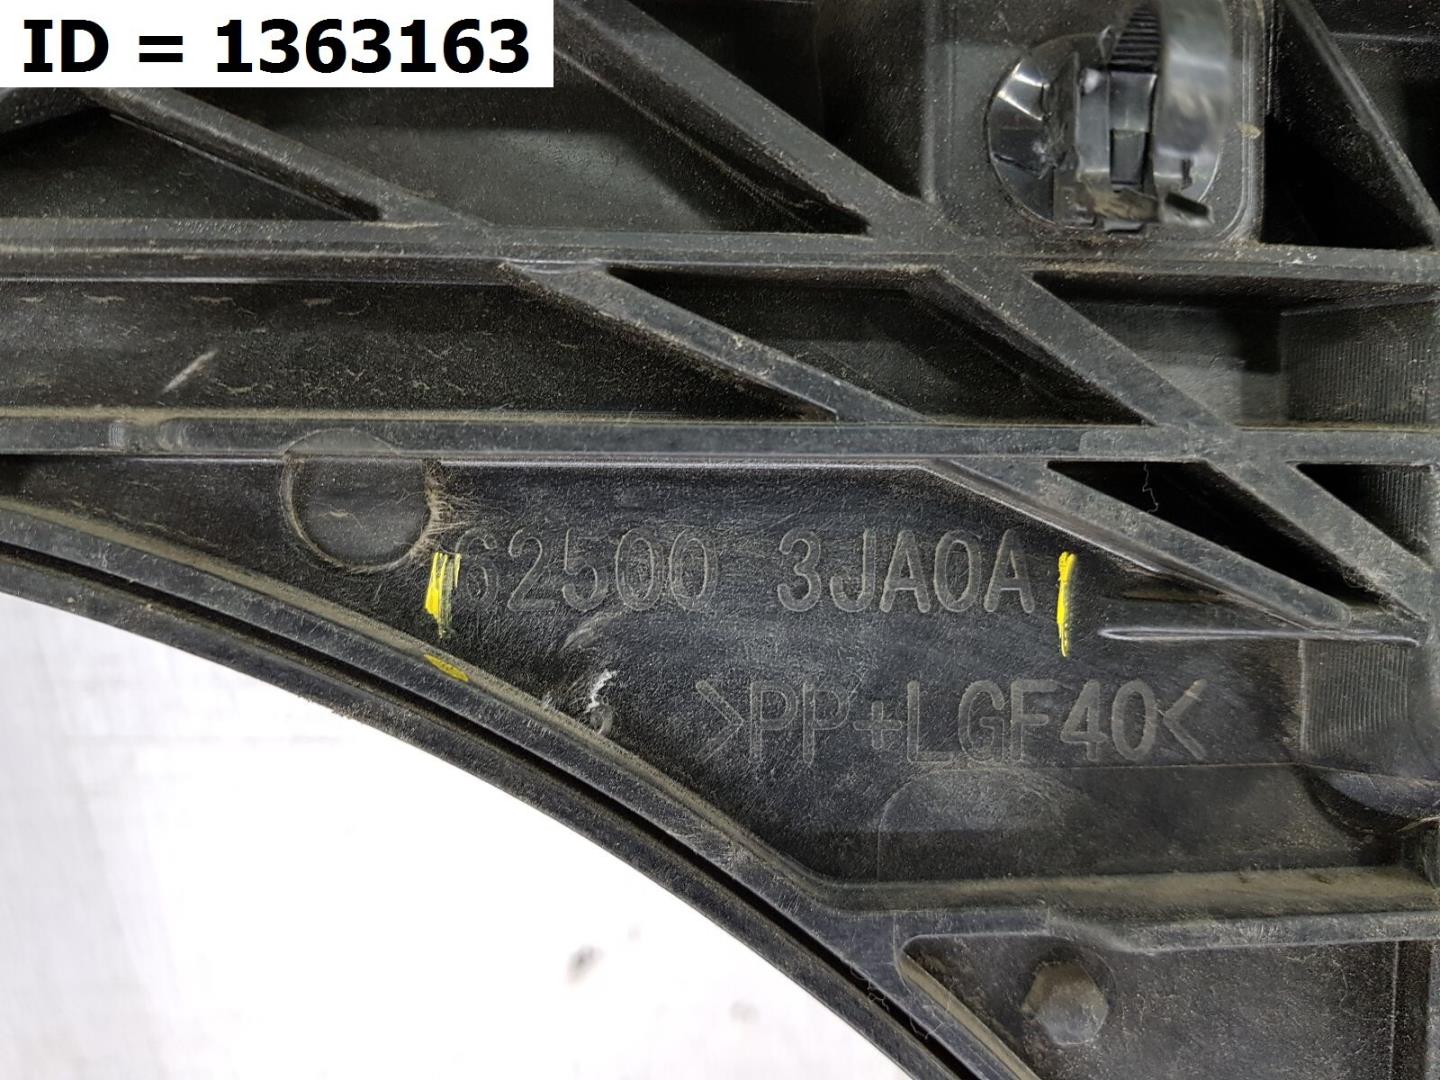 ID = 1363163
62500 3JA0A
>PP+LGF40<